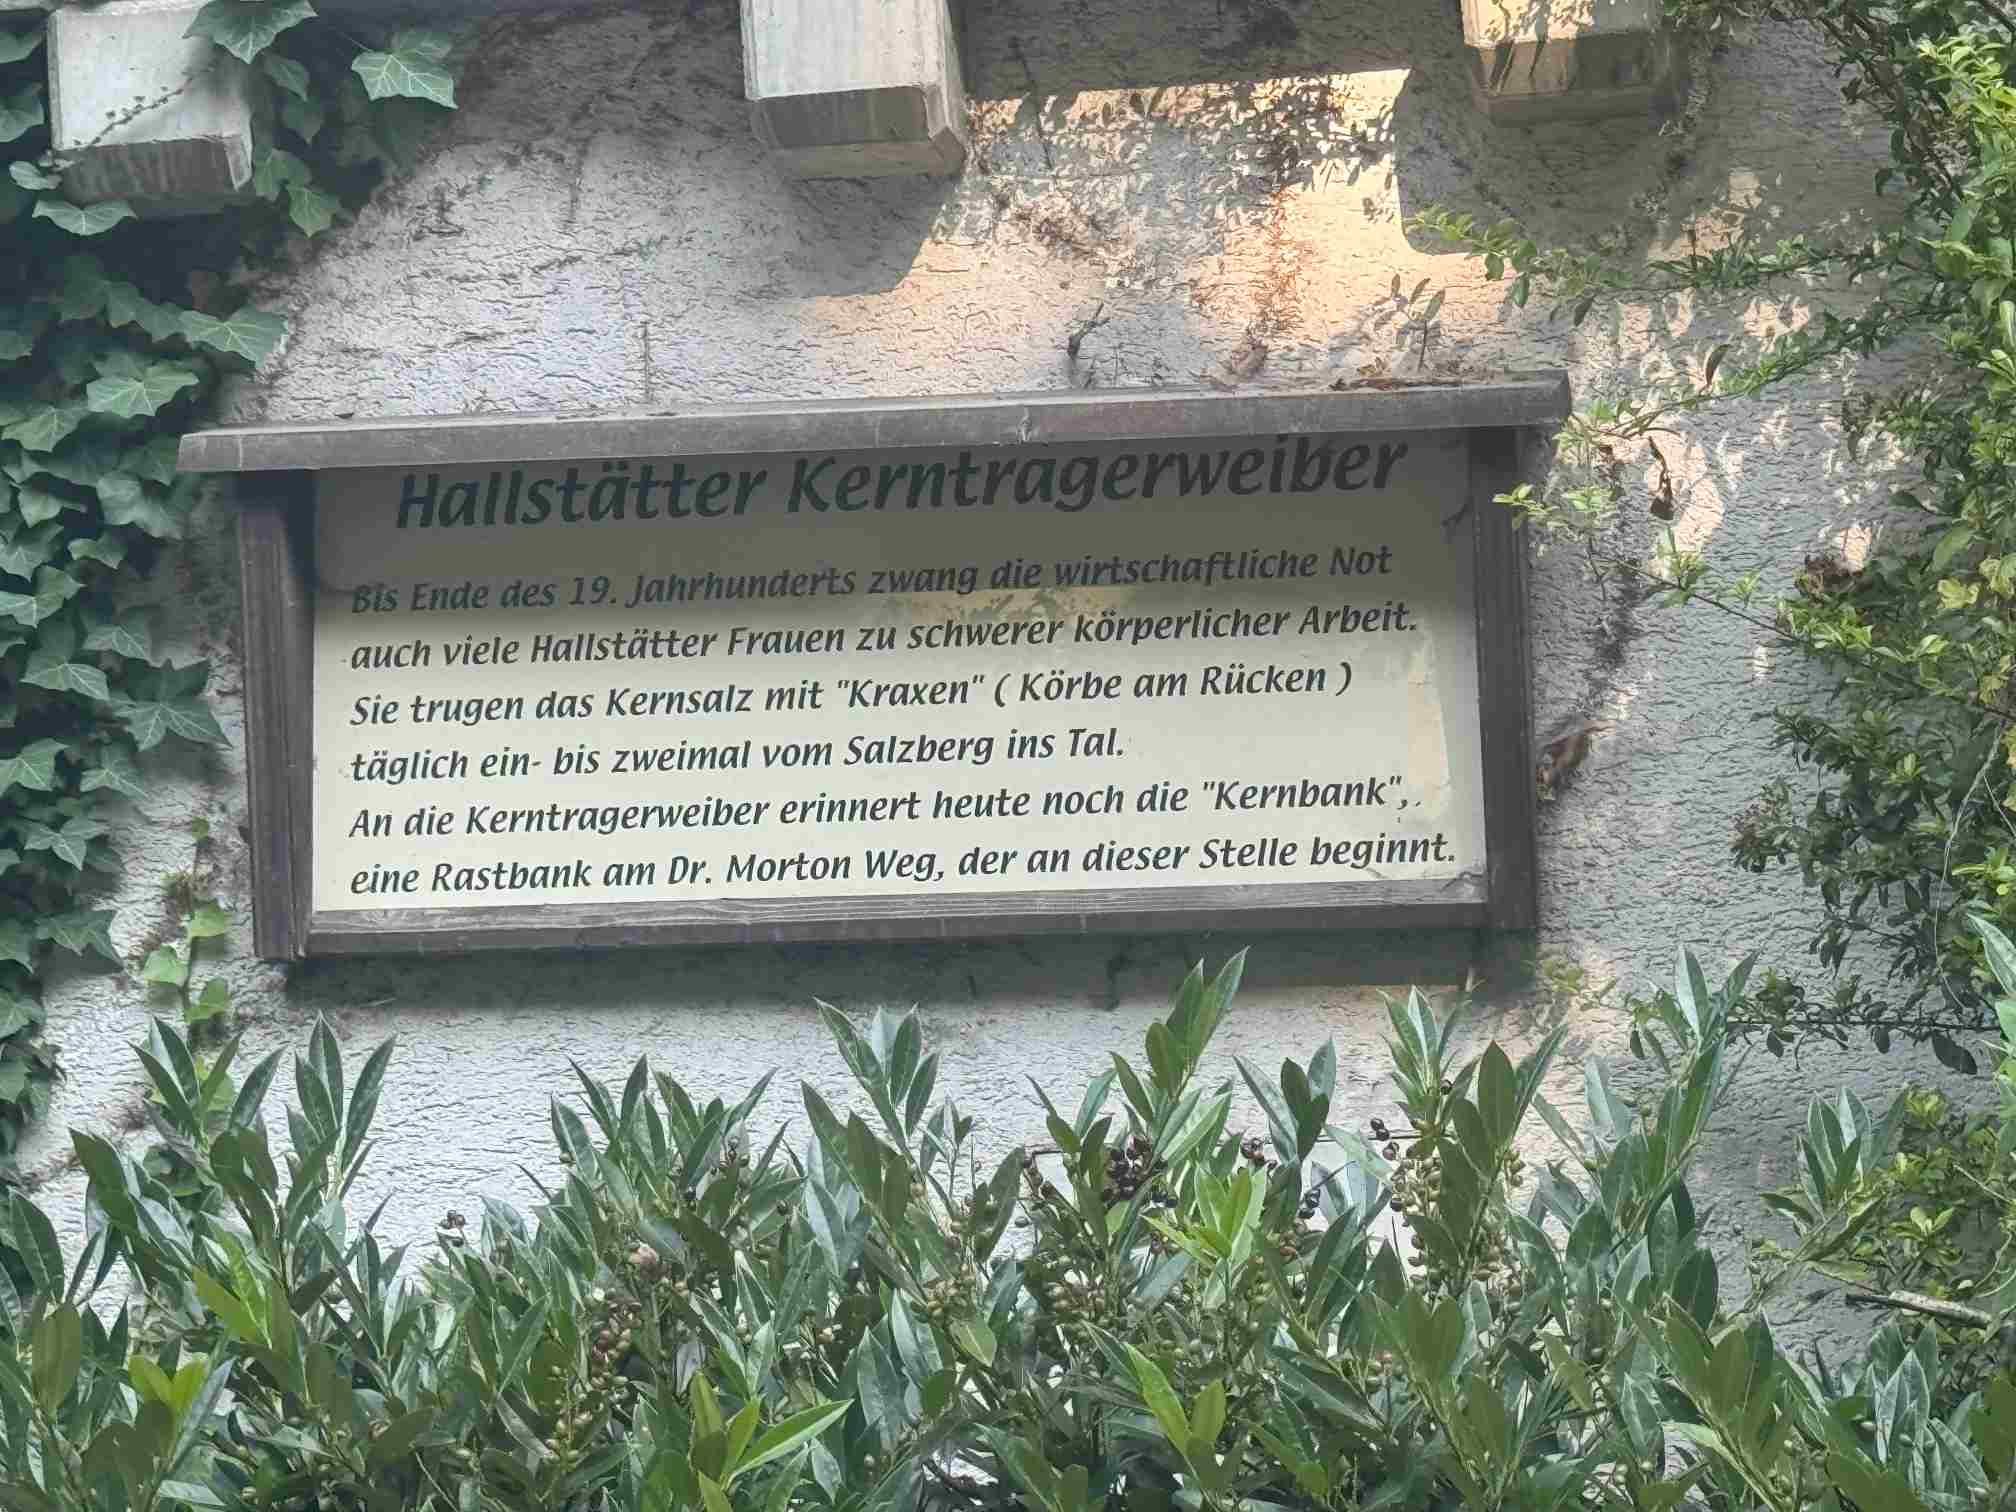 Hallstätter Kerntragerweiber
Bis Ende des 19. Jahrhunderts zwang die wirtschaftliche Not
auch viele Hallstätter Frauen zu schwerer körperlicher Arbeit.
Sie trugen das Kernsalz mit "Kraxen" ( Körbe am Rücken )
täglich ein- bis zweimal vom Salzberg ins Tal.
An die Kerntragerweiber erinnert heute noch die "Kernbank",
eine Rastbank am Dr. Morton Weg, der an dieser Stelle beginnt.